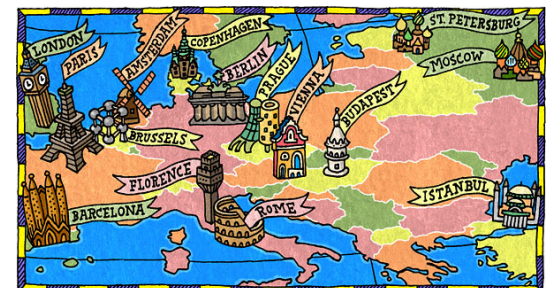 LONDON
PARIS
AMSTERDAM
COPENHAGEN
BERLIN
PRAGUE
VIENNA
BUDAPEST
ST. PETERSBURG
MOSCOW
BRUSSELS
FLORENCE
ROME
BARCELONA
ISTANBUL